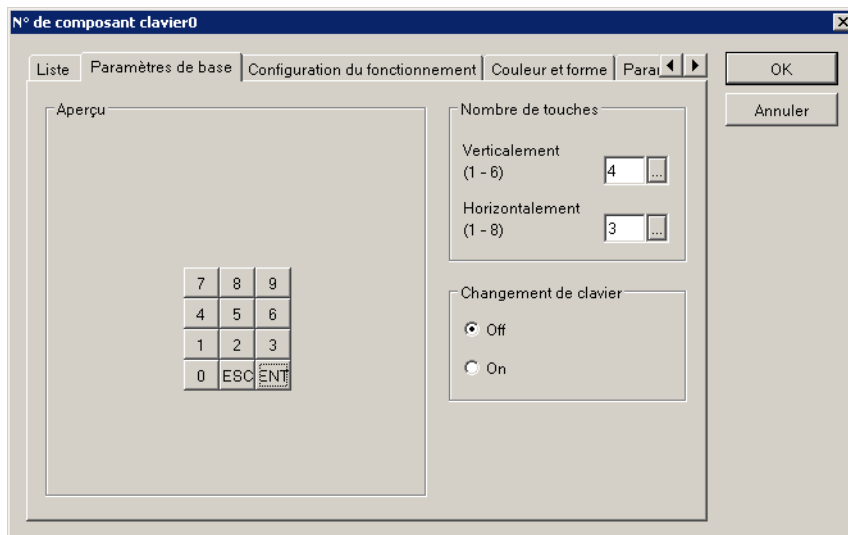 N° de composant clavier0
Liste
Paramètres de base
Configuration du fonctionnement
Couleur et forme
Para
OK
Annuler
Aperçu
7 8 9
4 5 6
1 2 3
0 ESC ENT
Nombre de touches
Verticalement
(1 - 6)
4
...
Horizontalement
(1 - 8)
3
...
Changement de clavier
Off
On